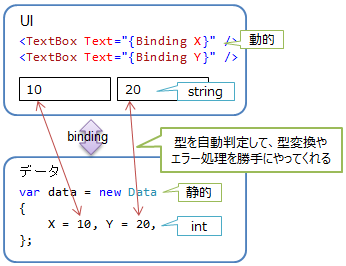 UI
<TextBox Text="{Binding X}" />
動的
<TextBox Text="{Binding Y}" />
10
20
string
binding
型を自動判定して、型変換や
エラー処理を勝手にやってくれる
データ
var data = new Data
静的
{
X = 10, Y = 20,
int
};